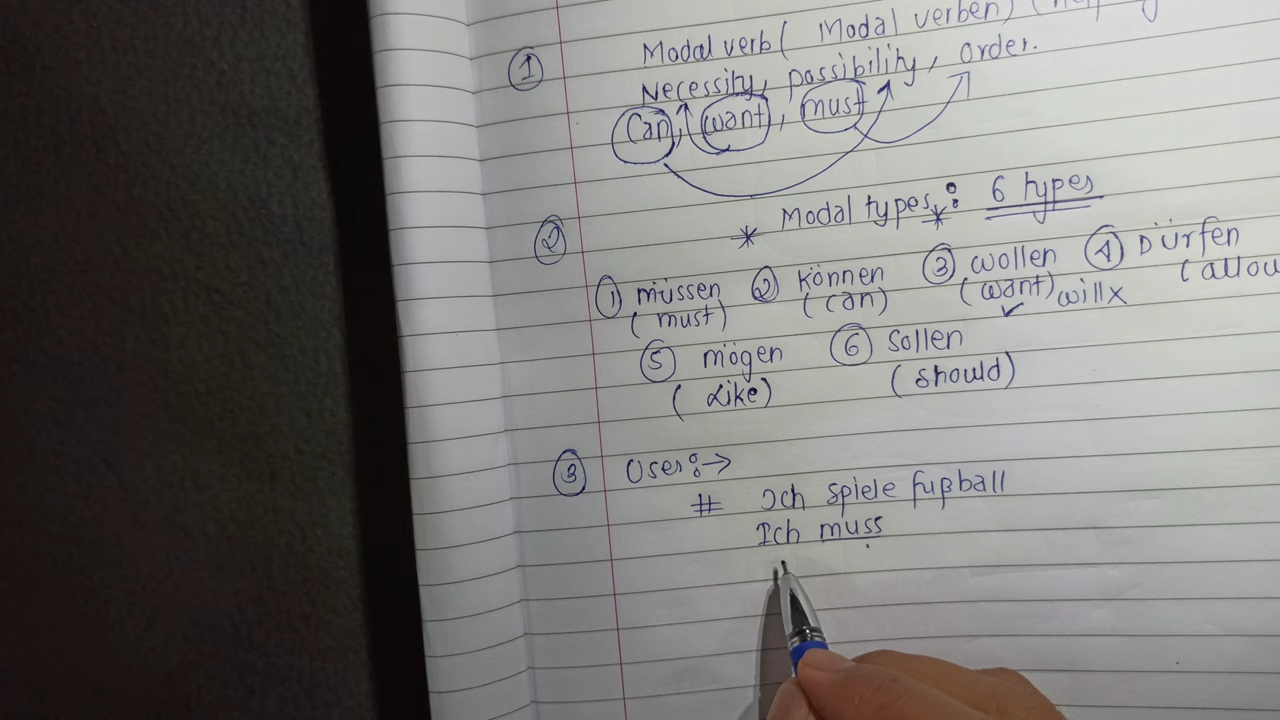 ① Modal verb ( Modal verben) (
Necessity, possibility, order.
Can, want, must
② * Modal types * : 6 types
① müssen ② können ③ wollen ④ Dürfen
(must) (can) (want) will x (allow
⑤ mögen ⑥ sollen
(Like) (should)
③ Uses :→
# Ich spiele fußball
Ich muss